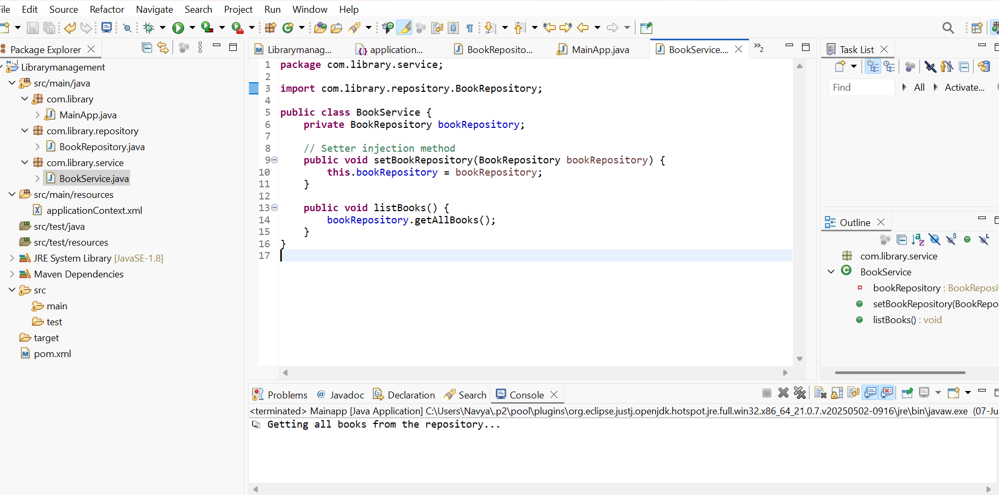 ile Edit Source Refactor Navigate Search Project Run Window Help
Package Explorer
Librarymanagement
src/main/java
com.library
MainApp.java
com.library.repository
BookRepository.java
com.library.service
BookService.java
src/main/resources
applicationContext.xml
src/test/java
src/test/resources
JRE System Library [JavaSE-1.8]
Maven Dependencies
src
main
test
target
pom.xml
Librarymanag... application... BookReposito... MainApp.java BookService.... »2
1 package com.library.service;
2
3 import com.library.repository.BookRepository;
4
5 public class BookService {
6 private BookRepository bookRepository;
7
8 // Setter injection method
9 public void setBookRepository(BookRepository bookRepository) {
10 this.bookRepository = bookRepository;
11 }
12
13 public void listBooks() {
14 bookRepository.getAllBooks();
15 }
16 }
17
Task List
Find All Activate...
Outline
com.library.service
BookService
bookRepository : BookReposit
setBookRepository(BookRepo
listBooks() : void
Problems @ Javadoc Declaration Search Console
<terminated> Mainapp [Java Application] C:\Users\Navya\.p2\pool\plugins\org.eclipse.justj.openjdk.hotspot.jre.full.win32.x86_64_21.0.7.v20250502-0916\jre\bin\javaw.exe (07-Ju
Getting all books from the repository...